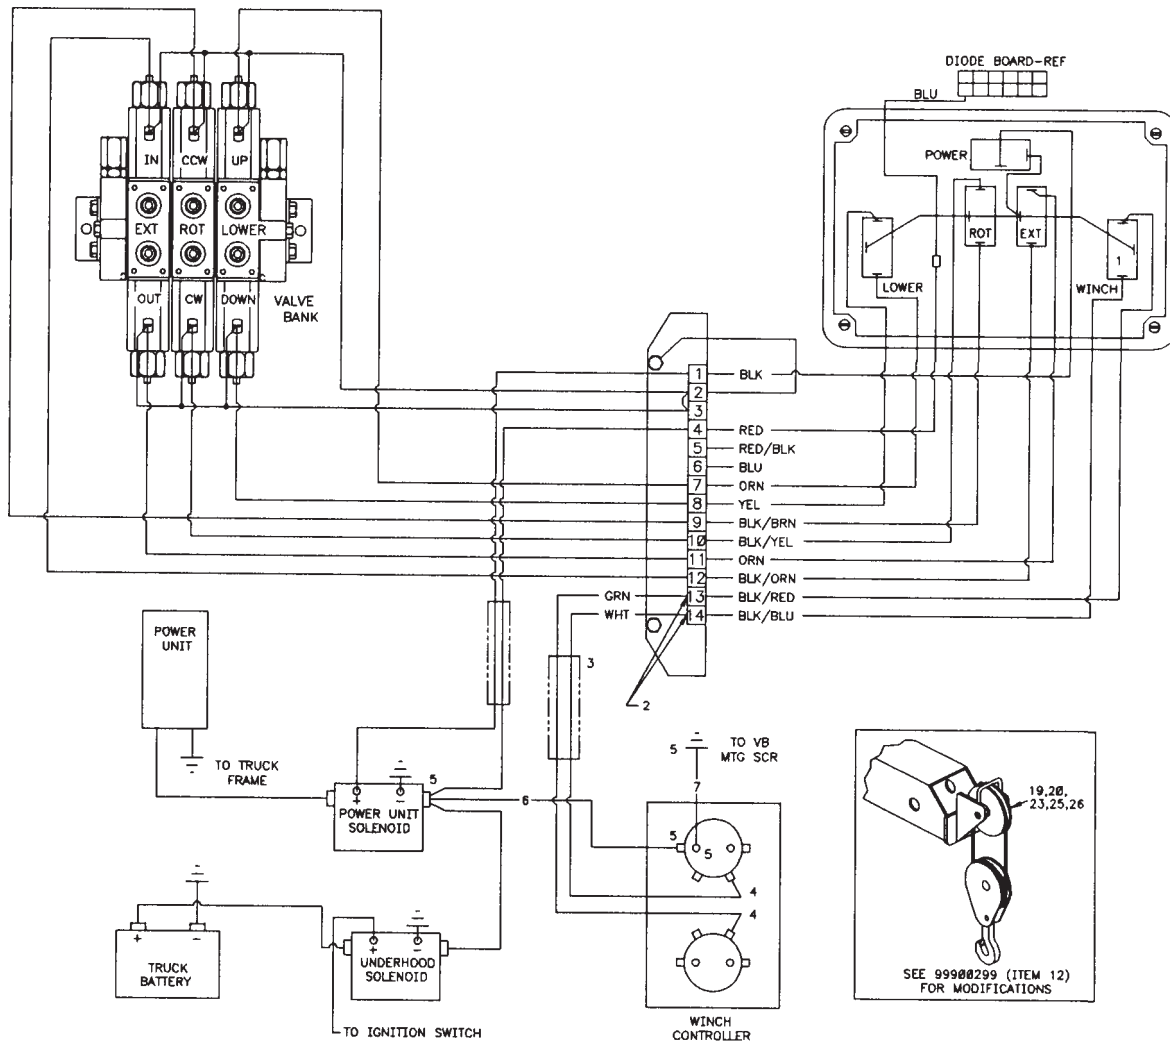 DIODE BOARD-REF
BLU
POWER
ROT
EXT
LOWER
1
WINCH
IN
CCW
UP
EXT
ROT
LOWER
OUT
CW
DOWN
VALVE
BANK
1
BLK
2
3
4
RED
5
RED/BLK
6
BLU
7
ORN
8
YEL
9
BLK/BRN
10
BLK/YEL
11
ORN
12
BLK/ORN
GRN
13
BLK/RED
WHT
14
BLK/BLU
2
3
POWER
UNIT
TO TRUCK
FRAME
+
-
5
POWER UNIT
SOLENOID
6
5
TO VB
MTG SCR
7
5
5
4
4
WINCH
CONTROLLER
+
-
TRUCK
BATTERY
+
-
UNDERHOOD
SOLENOID
TO IGNITION SWITCH
19,20,
23,25,26
SEE 99900299 (ITEM 12)
FOR MODIFICATIONS